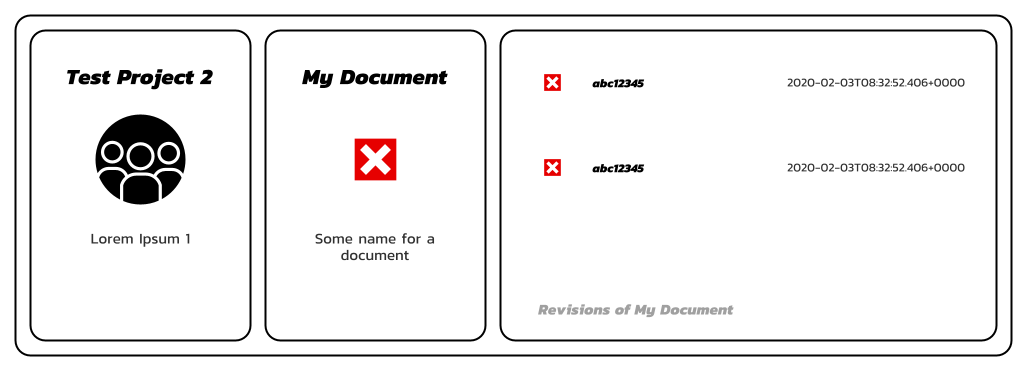 Test Project 2
Lorem Ipsum 1
My Document
Some name for a
document
abc12345 2020-02-03T08:32:52.406+0000
abc12345 2020-02-03T08:32:52.406+0000
Revisions of My Document